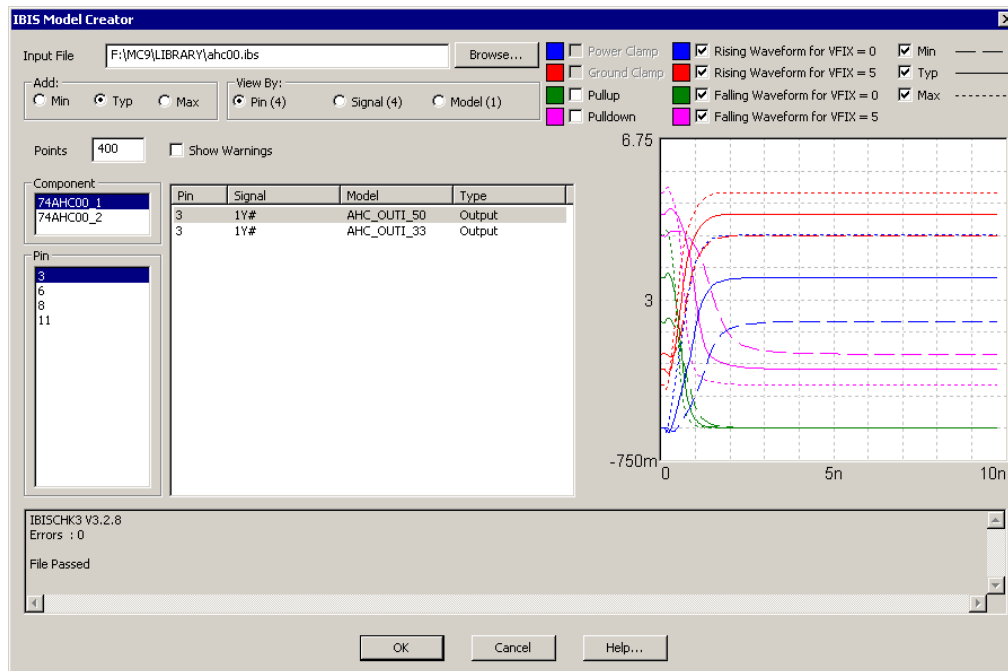 IBIS Model Creator
Input File
F:\MC9\LIBRARY\ahc00.ibs
Browse...
Add:
Min
Typ
Max
View By:
Pin (4)
Signal (4)
Model (1)
Power Clamp
Ground Clamp
Pullup
Pulldown
Rising Waveform for VFIX = 0
Rising Waveform for VFIX = 5
Falling Waveform for VFIX = 0
Falling Waveform for VFIX = 5
Min
Typ
Max
Points
400
Show Warnings
Component
74AHC00_1
74AHC00_2
Pin
3
6
8
11
Pin Signal Model Type
3 1Y# AHC_OUTI_50 Output
3 1Y# AHC_OUTI_33 Output
6.75
3
-750m
0 5n 10n
IBISCHK3 V3.2.8
Errors : 0
File Passed
OK
Cancel
Help...